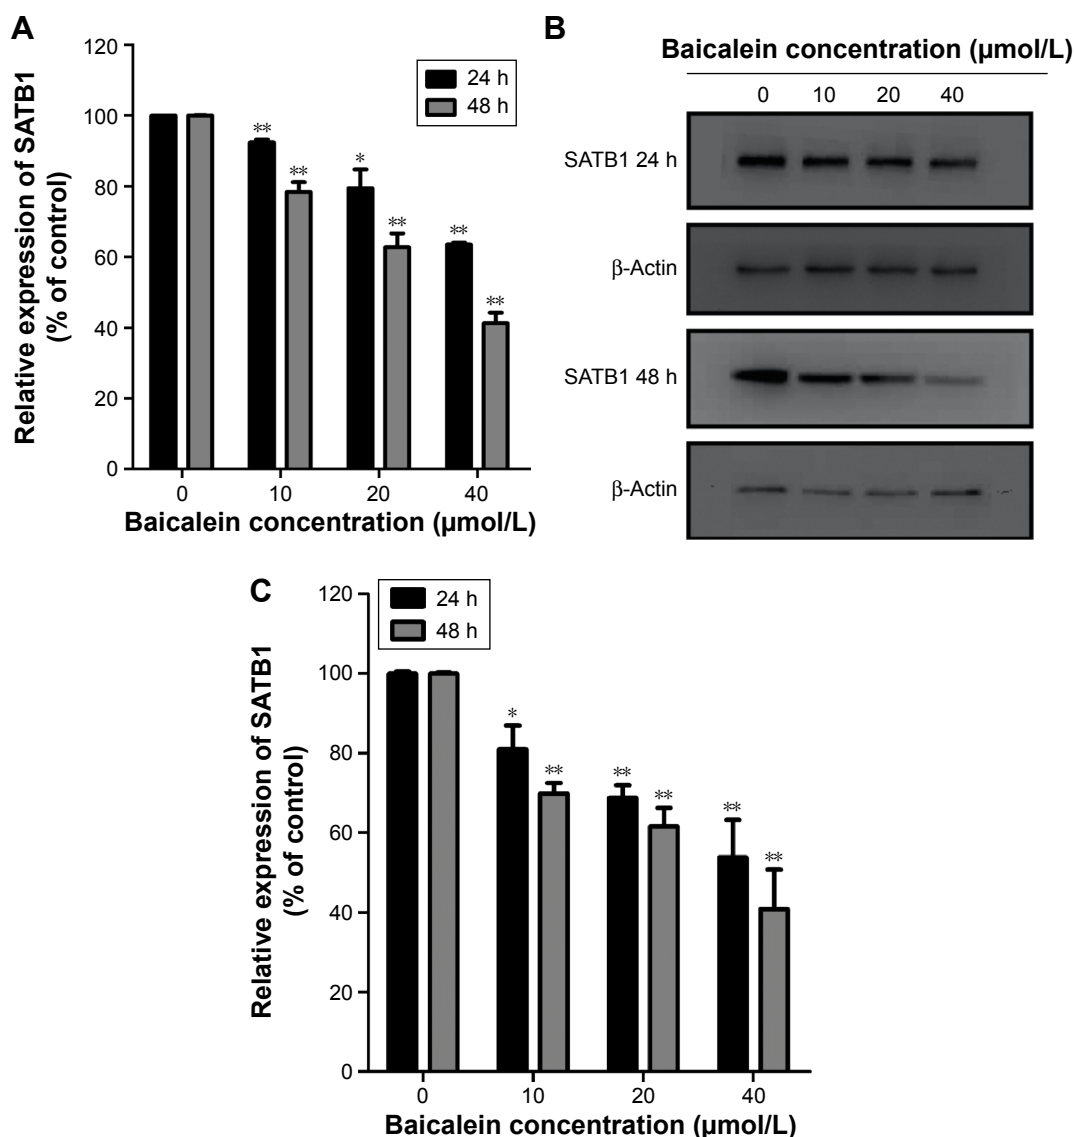 A
120
100
80
60
40
20
0
Relative expression of SATB1
(% of control)
24 h
48 h
**
**
*
**
**
**
0 10 20 40
Baicalein concentration (µmol/L)
B
Baicalein concentration (µmol/L)
0 10 20 40
SATB1 24 h
β-Actin
SATB1 48 h
β-Actin
C
120
100
80
60
40
20
0
Relative expression of SATB1
(% of control)
24 h
48 h
*
**
**
**
**
**
0 10 20 40
Baicalein concentration (µmol/L)